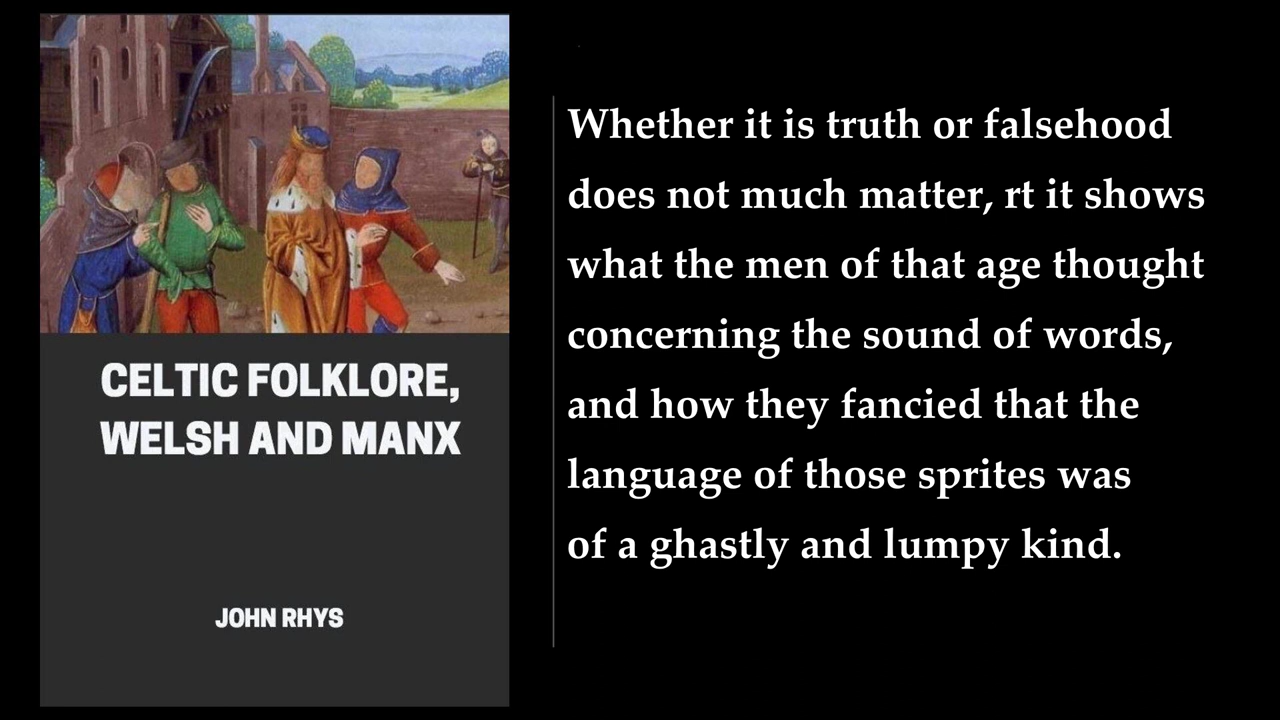 CELTIC FOLKLORE,
WELSH AND MANX
JOHN RHYS
Whether it is truth or falsehood
does not much matter, rt it shows
what the men of that age thought
concerning the sound of words,
and how they fancied that the
language of those sprites was
of a ghastly and lumpy kind.